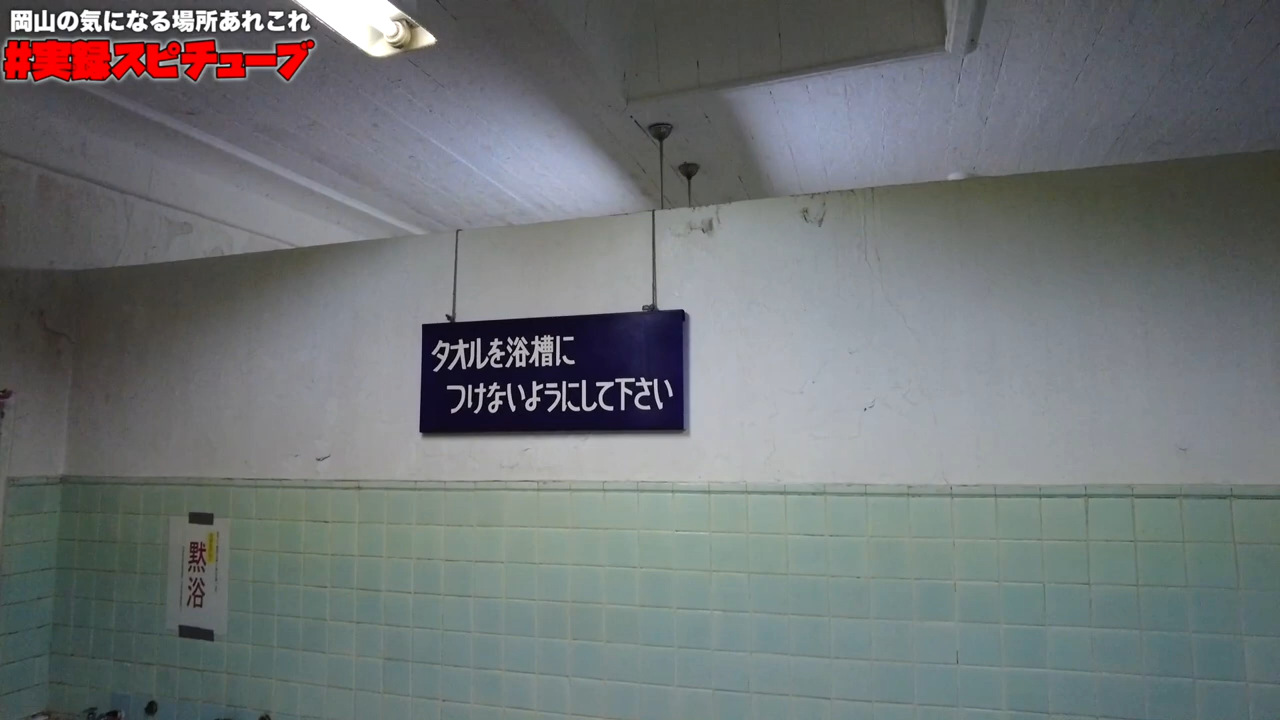 岡山の気になる場所あれこれ
#実録スピチューブ
タオルを浴槽に
つけないようにして下さい
黙浴